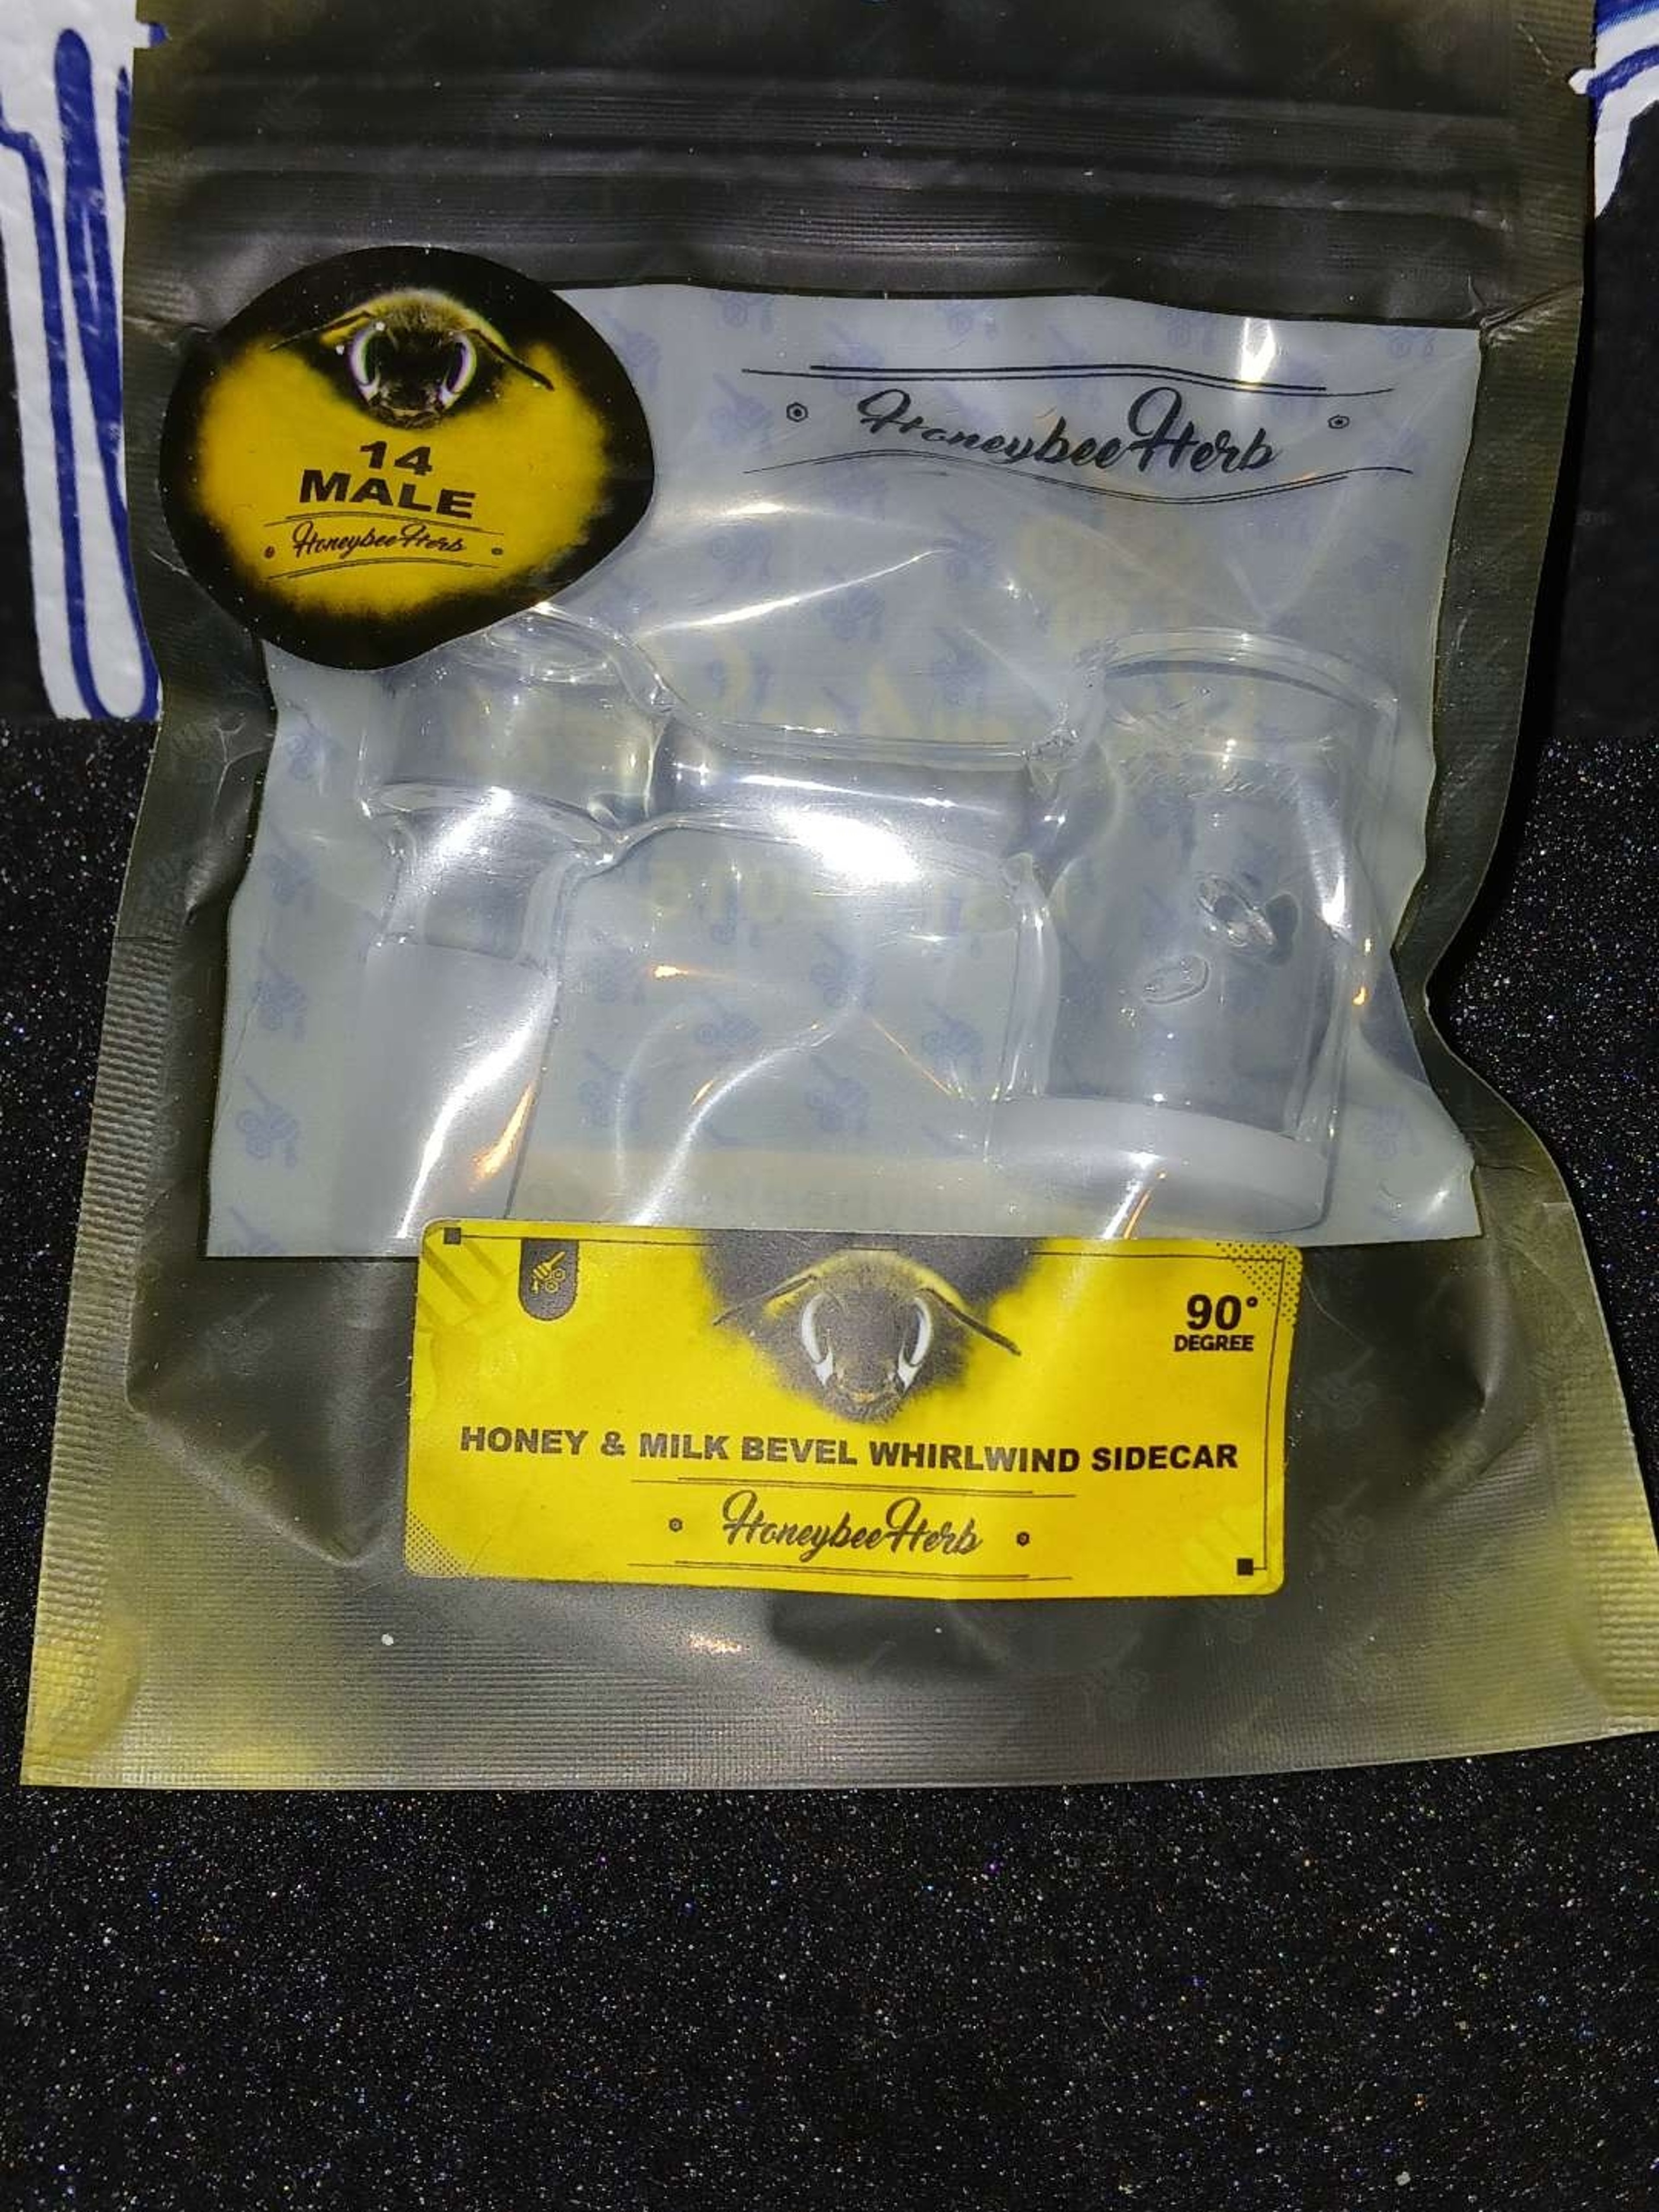 14
MALE
HoneybeeHerb
HoneybeeHerb
90°
DEGREE
HONEY & MILK BEVEL WHIRLWIND SIDECAR
HoneybeeHerb